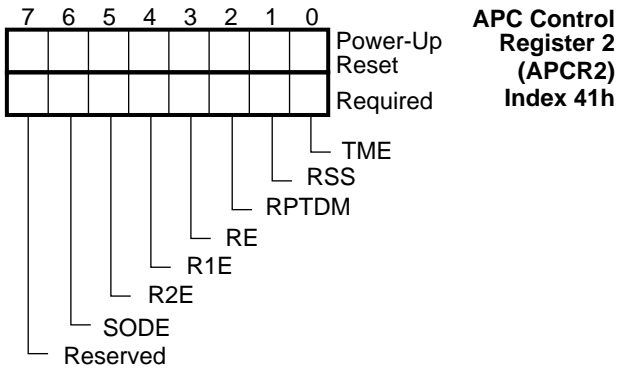 7 6 5 4 3 2 1 0
Power-Up
Reset
Required
APC Control
Register 2
(APCR2)
Index 41h
TME
RSS
RPTDM
RE
R1E
R2E
SODE
Reserved